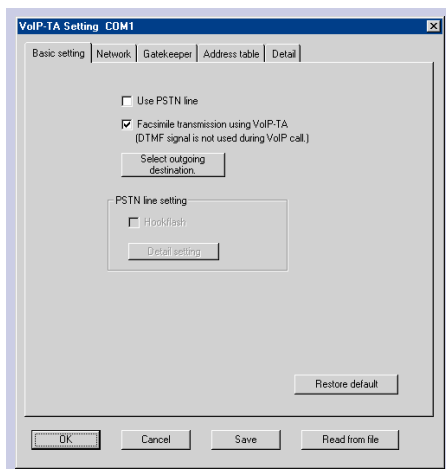 VoIP-TA Setting COM1
Basic setting Network Gatekeeper Address table Detail
Use PSTN line
Facsimile transmission using VoIP-TA
(DTMF signal is not used during VoIP call.)
Select outgoing
destination.
PSTN line setting
Hookflash
Detail setting
Restore default
OK Cancel Save Read from file